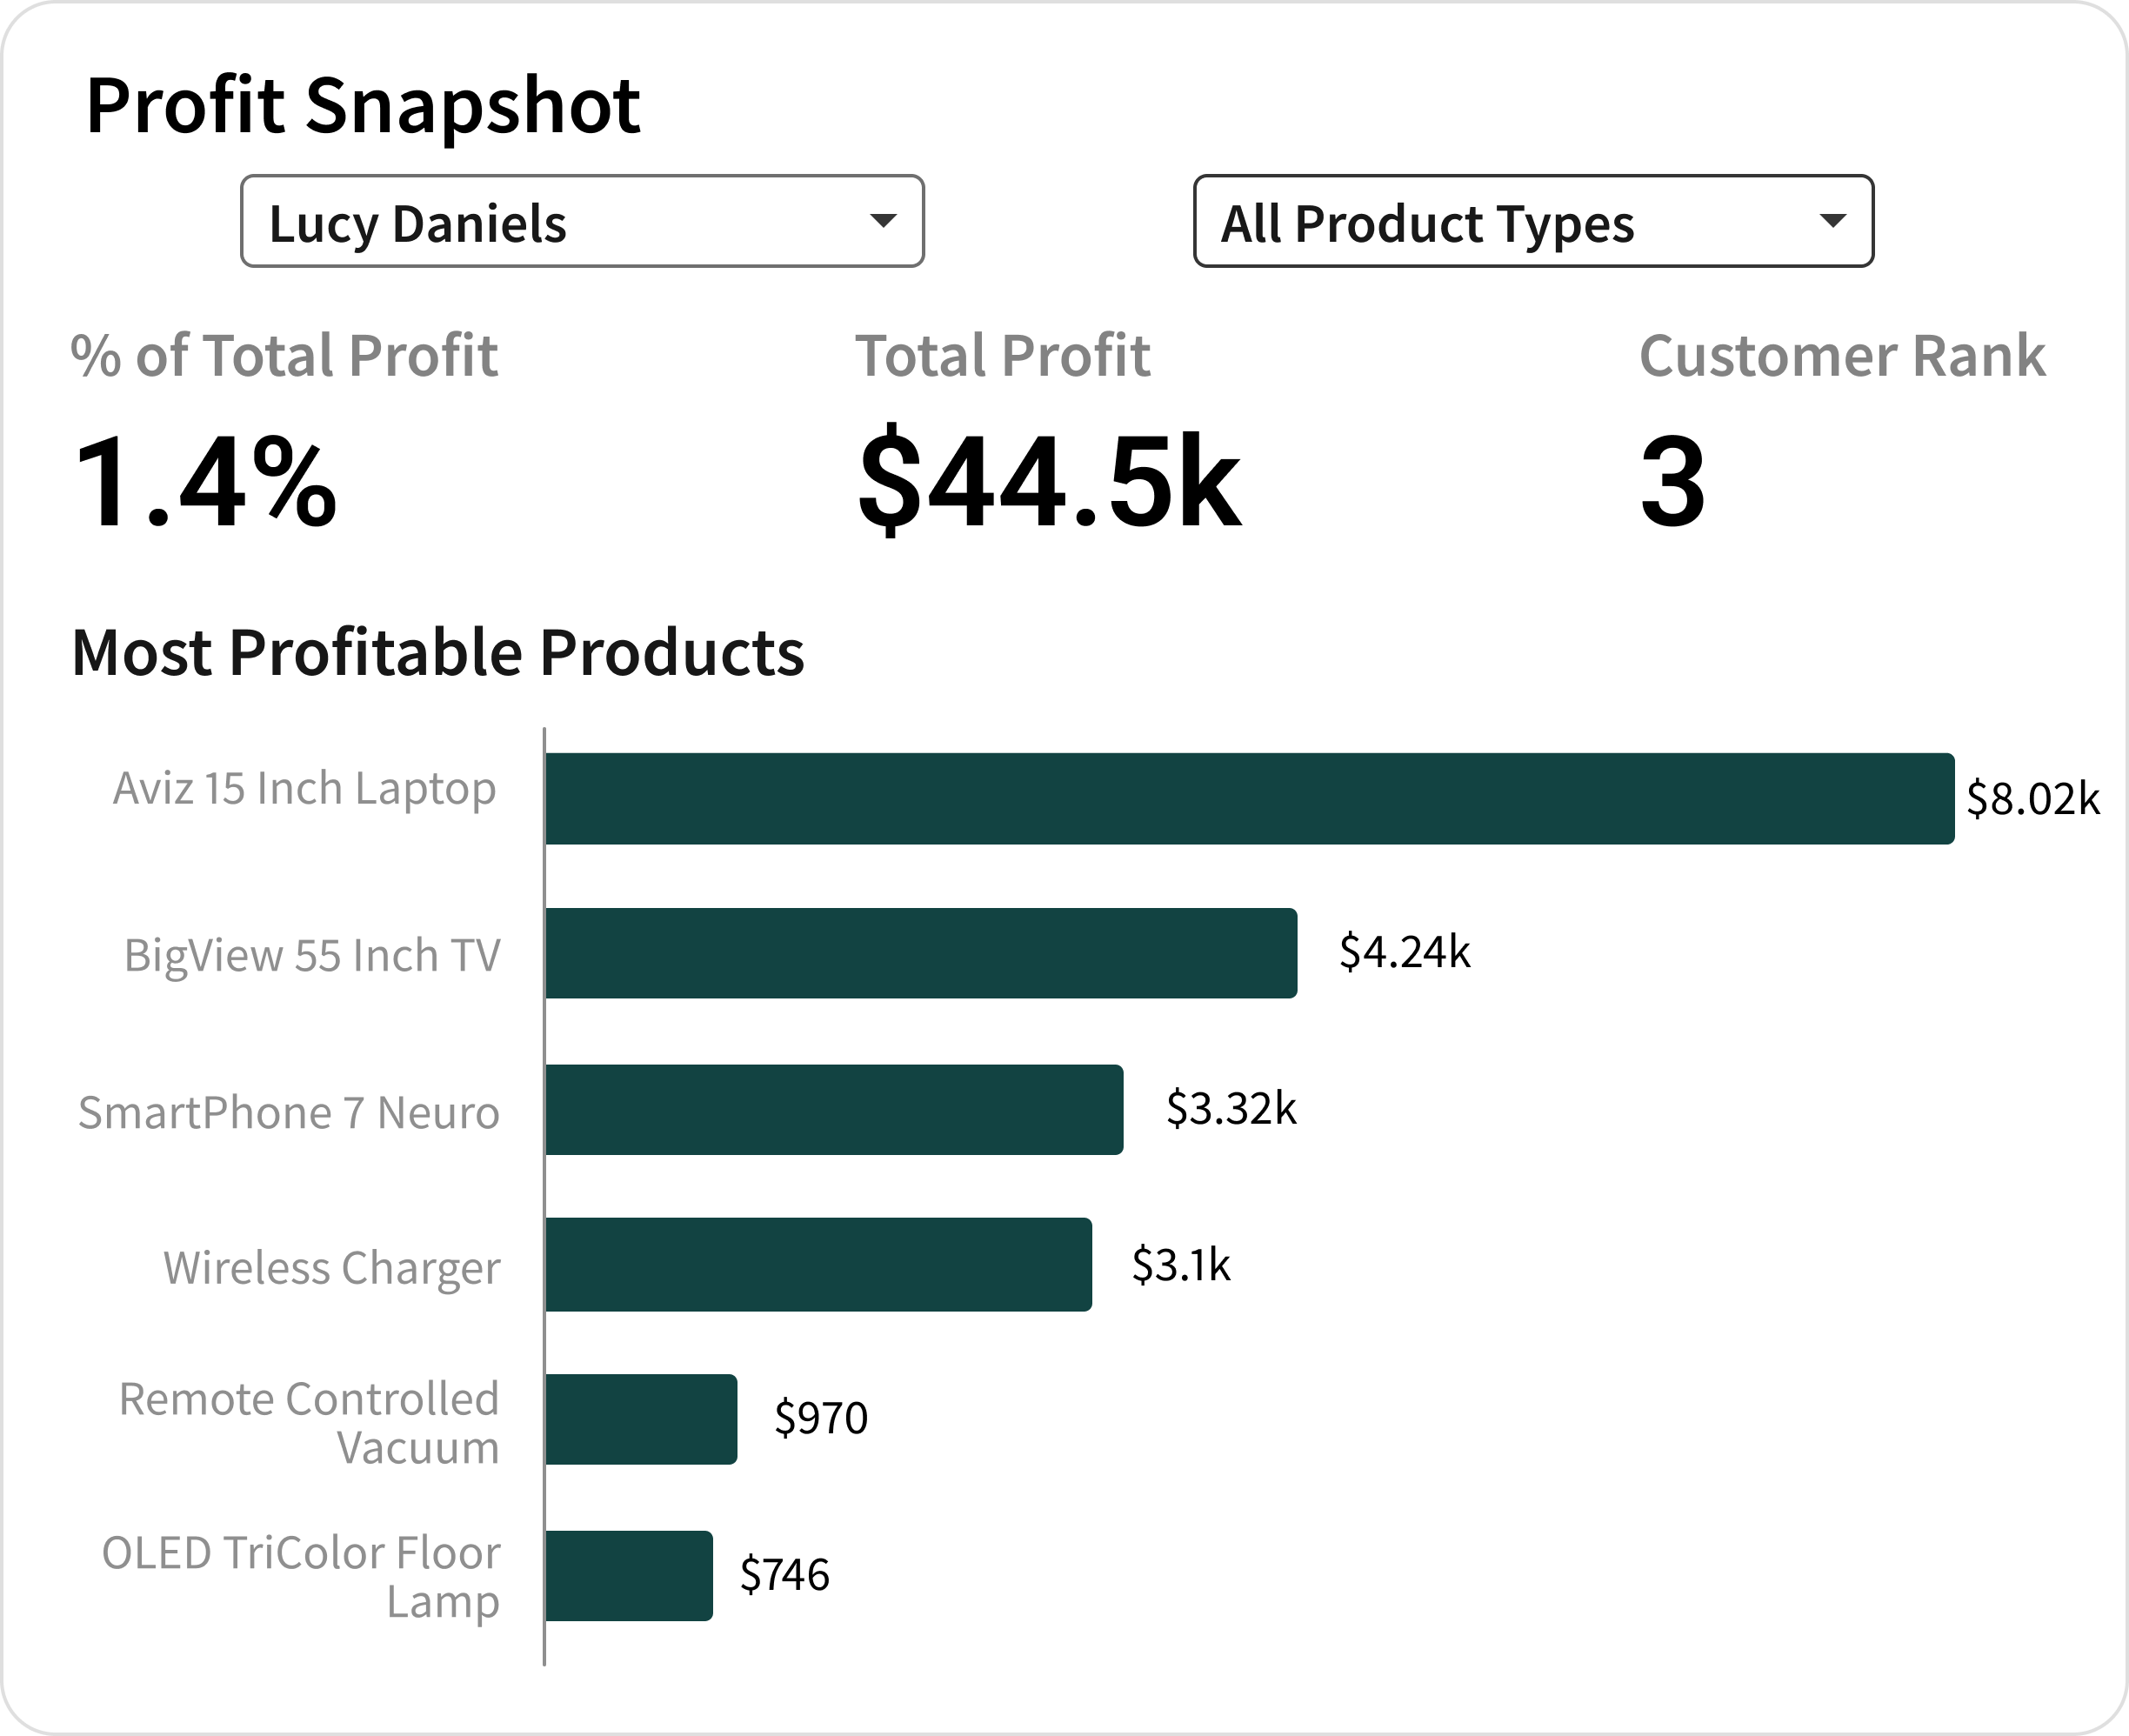 Profit Snapshot
Lucy Daniels
All Product Types
% of Total Profit
Total Profit
Customer Rank
1.4%
$44.5k
3
Most Profitable Products
Aviz 15 Inch Laptop
$8.02k
BigView 55 Inch TV
$4.24k
SmartPhone 7 Neuro
$3.32k
Wireless Charger
$3.1k
Remote Controlled
Vacuum
$970
OLED TriColor Floor
Lamp
$746